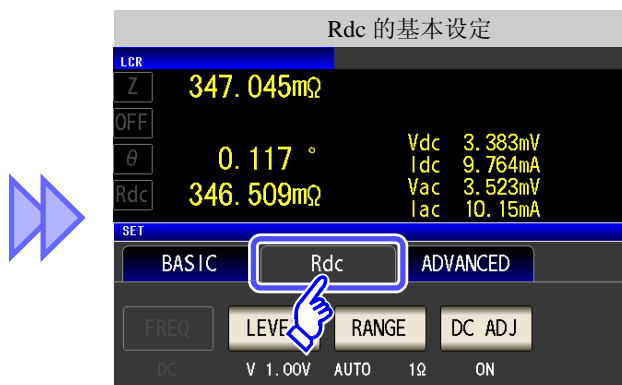 Rdc 的基本设定
LCR
Z 347.045mΩ
OFF
θ 0.117 °
Rdc 346.509mΩ
Vdc 3.383mV
Idc 9.764mA
Vac 3.523mV
Iac 10.15mA
SET
BASIC Rdc ADVANCED
FREQ LEVEL RANGE DC ADJ
DC V 1.00V AUTO 1Ω ON